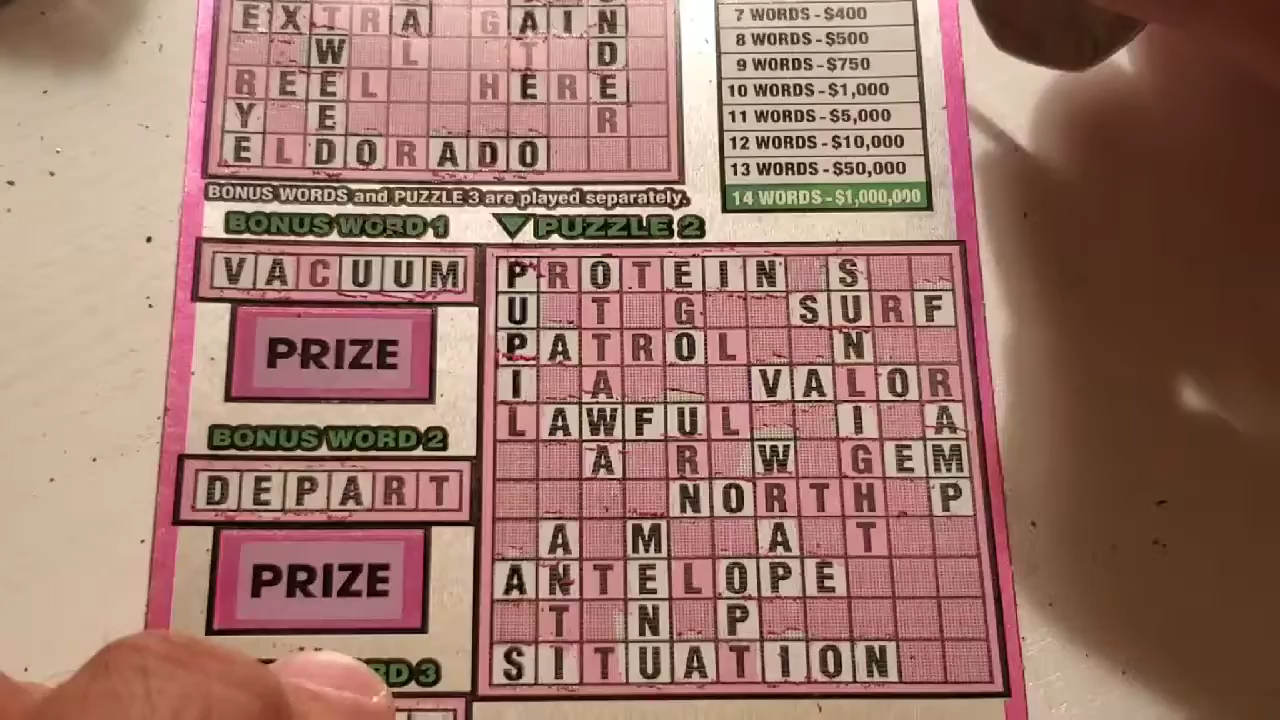 EXTRA GAIN N
W L T D
REEL HERE
Y E R
ELDORADO
7 WORDS - $400
8 WORDS - $500
9 WORDS - $750
10 WORDS - $1,000
11 WORDS - $5,000
12 WORDS - $10,000
13 WORDS - $50,000
14 WORDS - $1,000,000
BONUS WORDS and PUZZLE 3 are played separately.
BONUS WORD 1
VACUUM
PRIZE
BONUS WORD 2
DEPART
PRIZE
RD 3
PUZZLE 2
PROTEIN S
U T G SURF
PATROL N
I A VALOR
LAWFUL I A
A R W GEM
NORTH P
A M A T
ANTELOPE
T N P
SITUATION